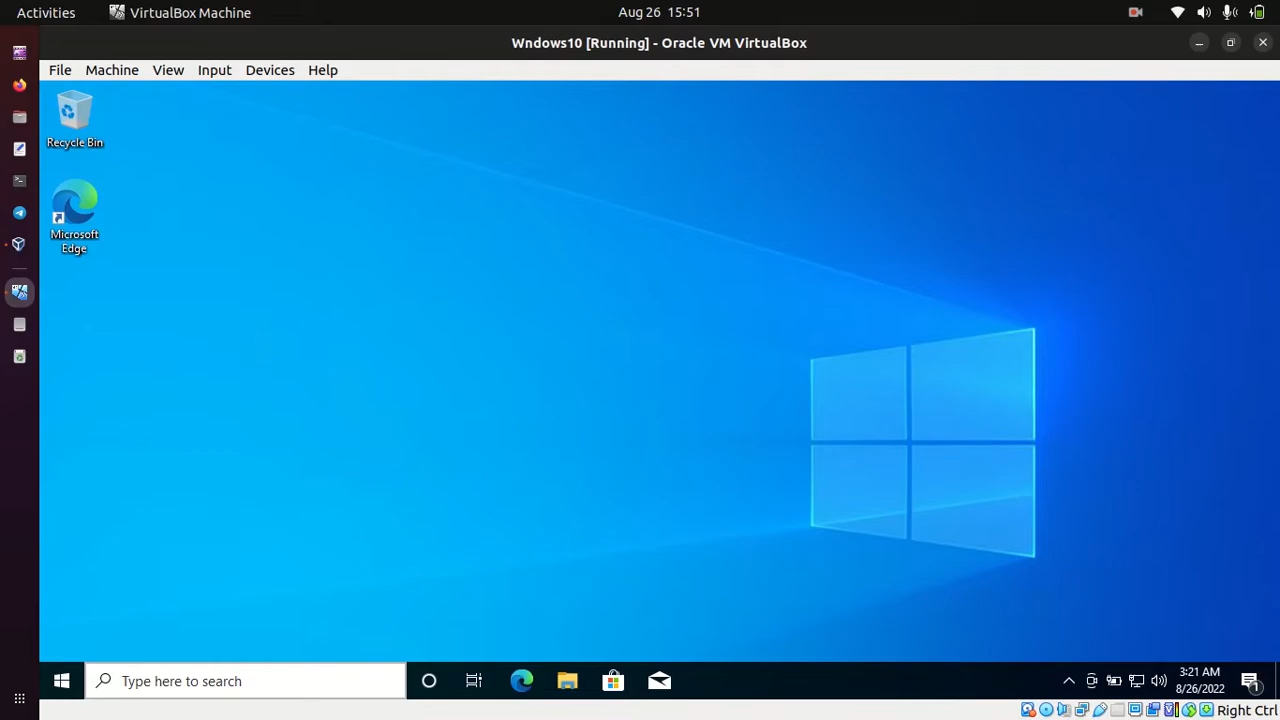 Activities
VirtualBox Machine
Aug 26 15:51
Wndows10 [Running] - Oracle VM VirtualBox
File Machine View Input Devices Help
Recycle Bin
Microsoft
Edge
Type here to search
3:21 AM
8/26/2022
1
Right Ctrl